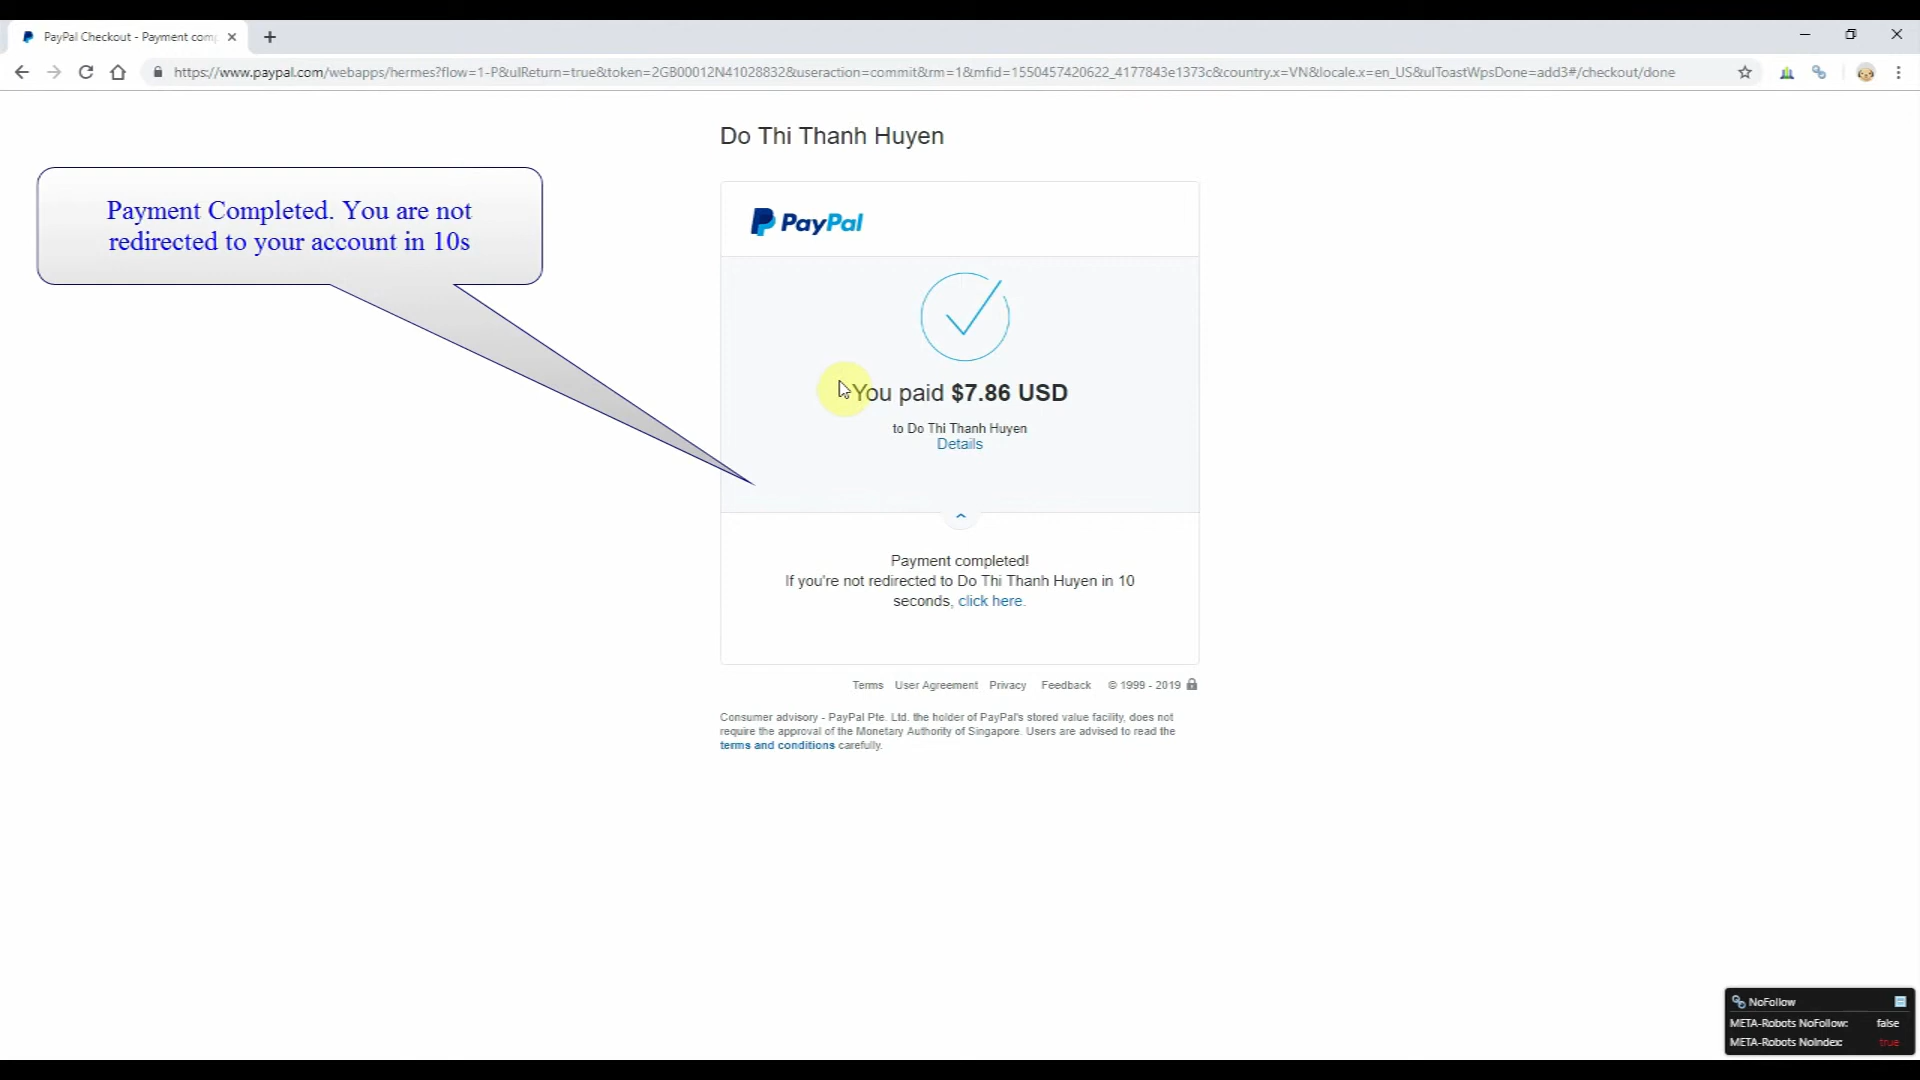 PayPal Checkout - Payment comp
https://www.paypal.com/webapps/hermes?flow=1-P&ulReturn=true&token=2GB00012N41028832&useraction=commit&rm=1&mfid=1550457420622_4177843e1373c&country.x=VN&locale.x=en_US&ulToastWpsDone=add3#/checkout/done
Do Thi Thanh Huyen
Payment Completed. You are not
redirected to your account in 10s
PayPal
You paid $7.86 USD
to Do Thi Thanh Huyen
Details
Payment completed!
If you're not redirected to Do Thi Thanh Huyen in 10
seconds, click here.
Terms User Agreement Privacy Feedback © 1999 - 2019
Consumer advisory - PayPal Pte. Ltd. the holder of PayPal's stored value facility, does not
require the approval of the Monetary Authority of Singapore. Users are advised to read the
terms and conditions carefully.
NoFollow
META-Robots NoFollow: false
META-Robots NoIndex: true